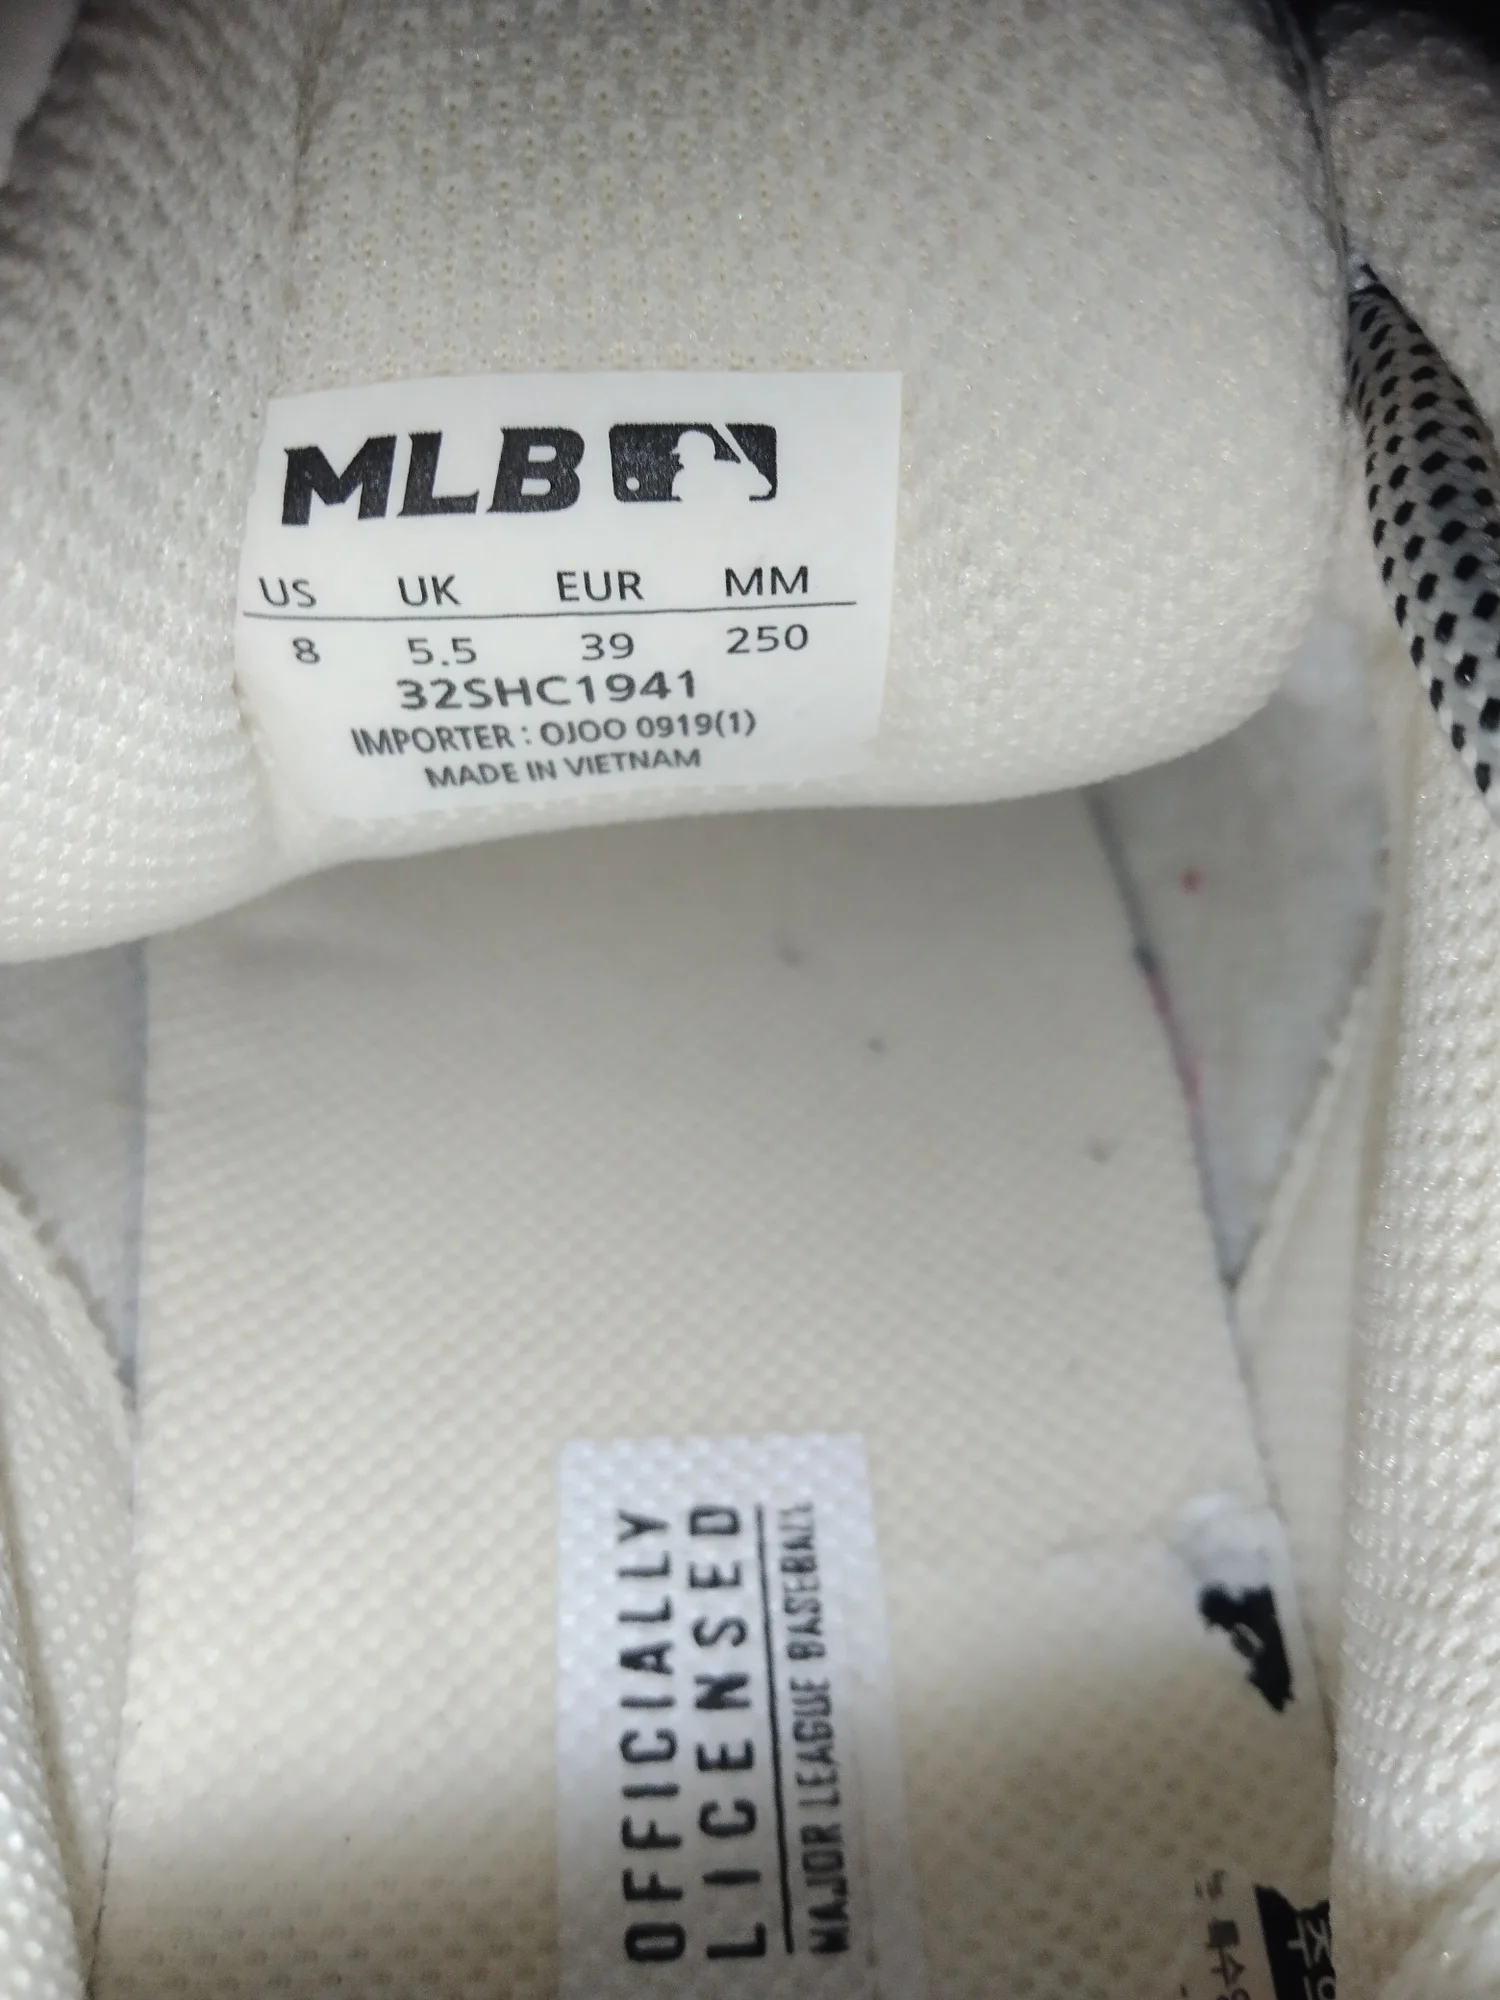 MLB
US UK EUR MM
8 5.5 39 250
32SHC1941
IMPORTER : OJOO 0919(1)
MADE IN VIETNAM
OFFICIALLY
LICENSED
MAJOR LEAGUE BASEBALL